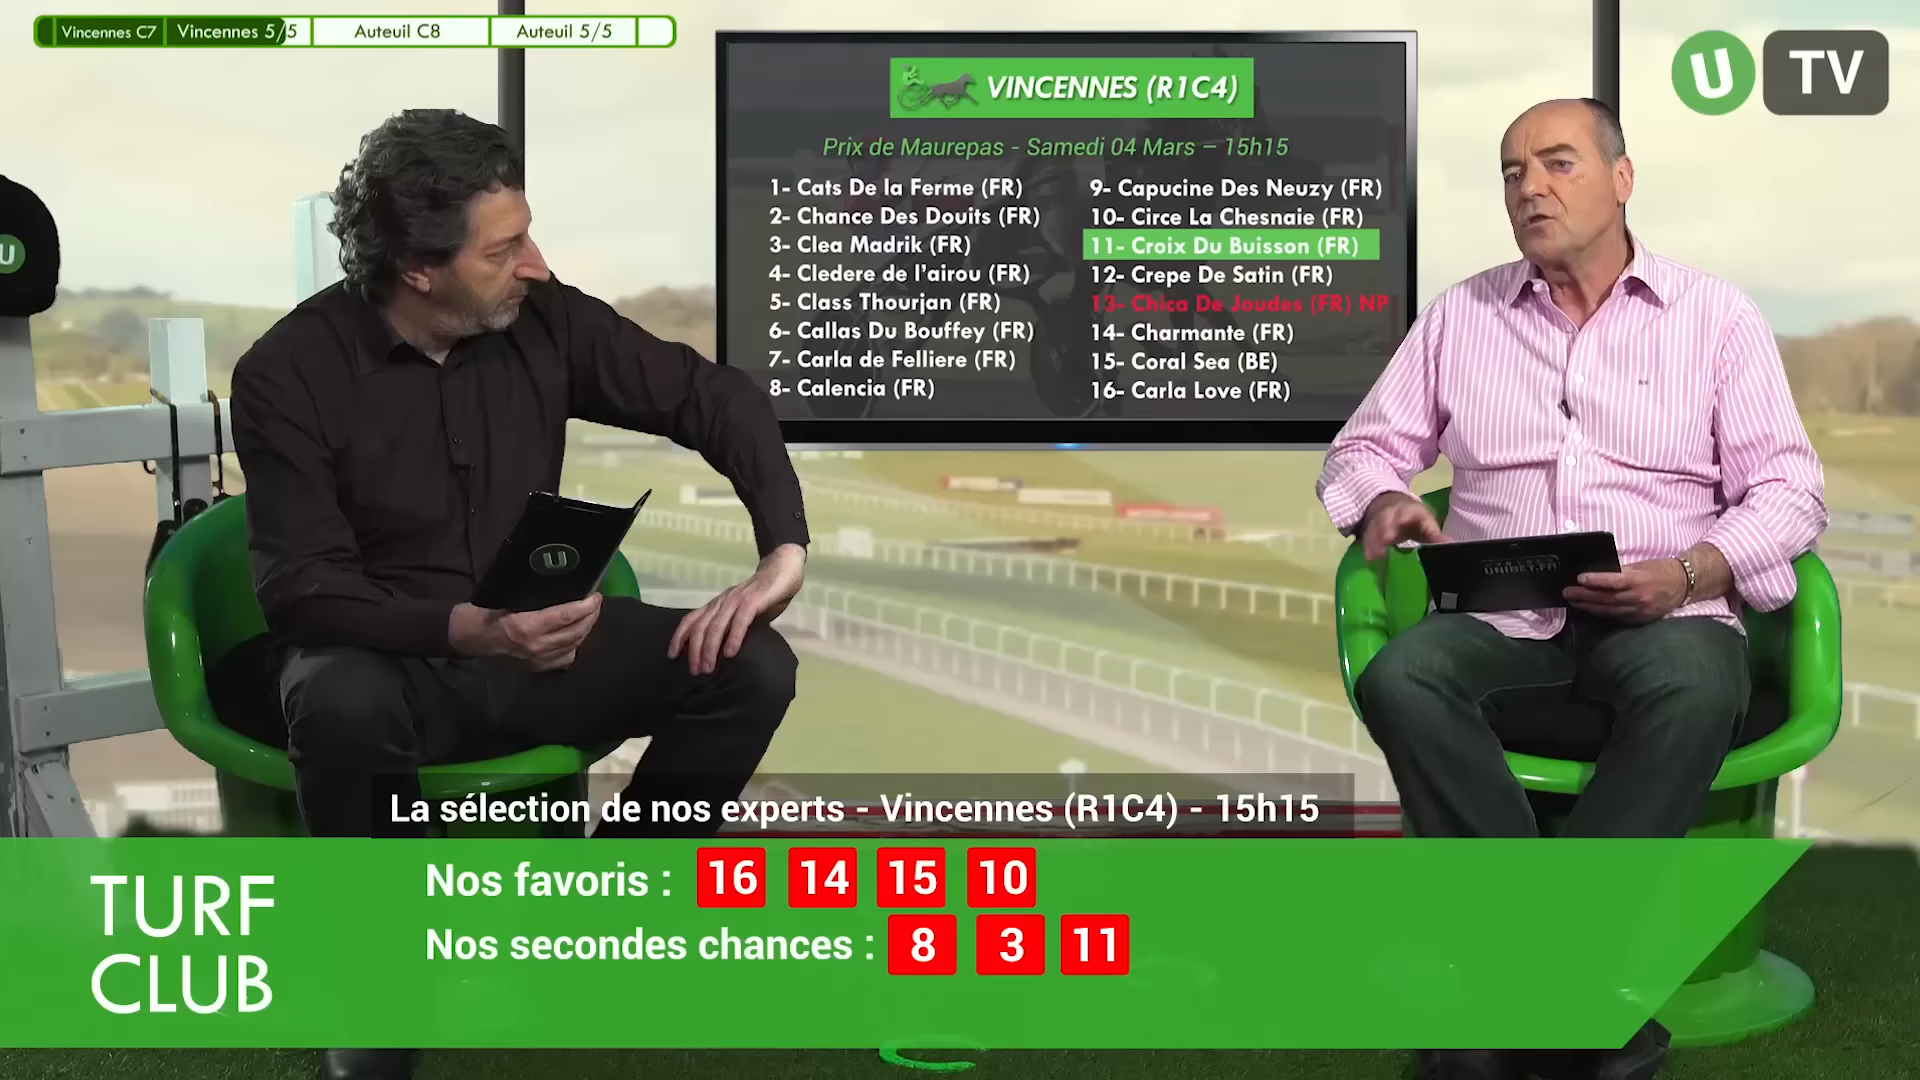 Vincennes C7
Vincennes 5/5
Auteuil C8
Auteuil 5/5
U TV
VINCENNES (R1C4)
Prix de Maurepas - Samedi 04 Mars – 15h15
1- Cats De la Ferme (FR)
2- Chance Des Douits (FR)
3- Clea Madrik (FR)
4- Cledere de l'airou (FR)
5- Class Thourjan (FR)
6- Callas Du Bouffey (FR)
7- Carla de Felliere (FR)
8- Calencia (FR)
9- Capucine Des Neuzy (FR)
10- Circe La Chesnaie (FR)
11- Croix Du Buisson (FR)
12- Crepe De Satin (FR)
13- Chica De Joudes (FR) NP
14- Charmante (FR)
15- Coral Sea (BE)
16- Carla Love (FR)
U
U
UNIBET.FR
La sélection de nos experts - Vincennes (R1C4) - 15h15
TURF
CLUB
Nos favoris : 16 14 15 10
Nos secondes chances : 8 3 11